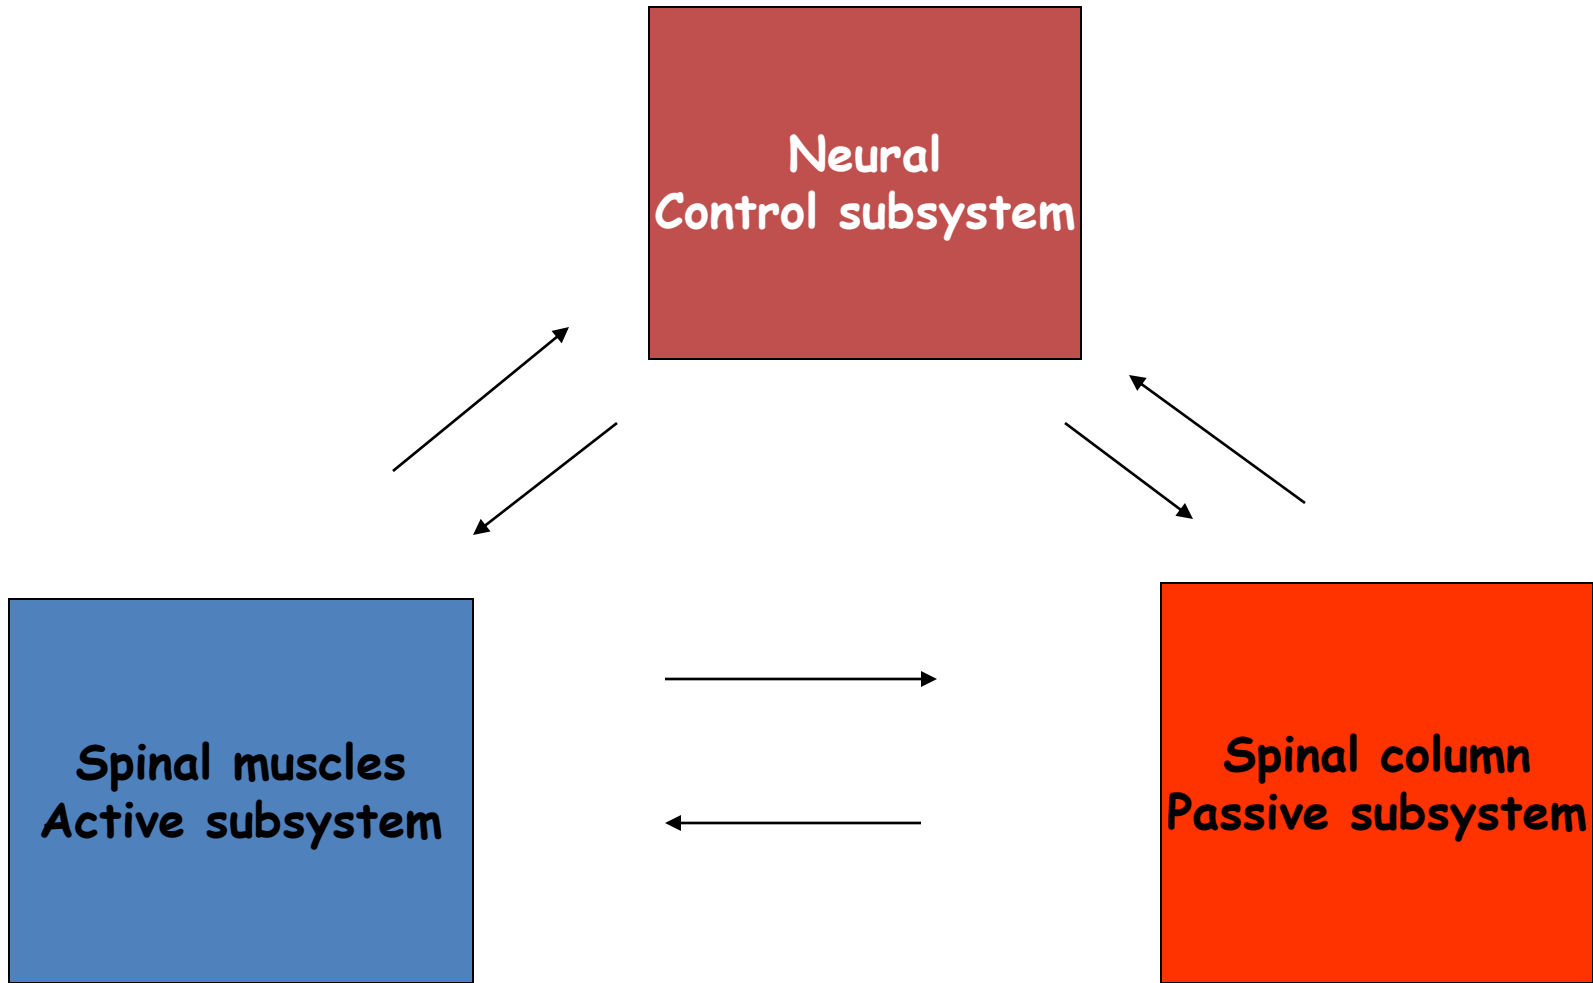 Neural
Control subsystem
Spinal muscles
Active subsystem
Spinal column
Passive subsystem